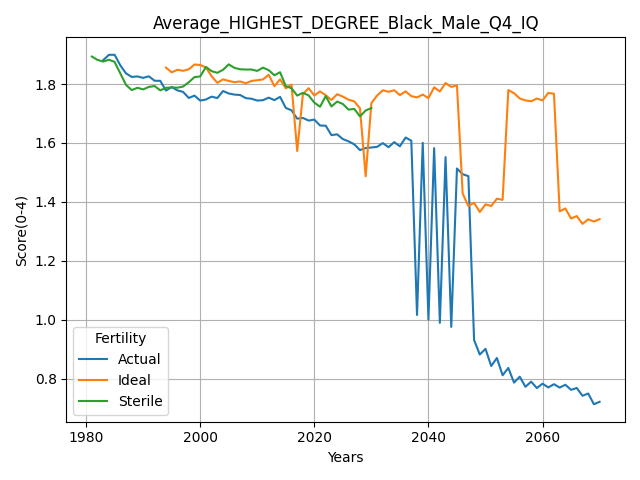 Average_HIGHEST_DEGREE_Black_Male_Q4_IQ
Score(0-4)
1.8
1.6
1.4
1.2
1.0
0.8
Fertility
Actual
Ideal
Sterile
1980 2000 2020 2040 2060
Years